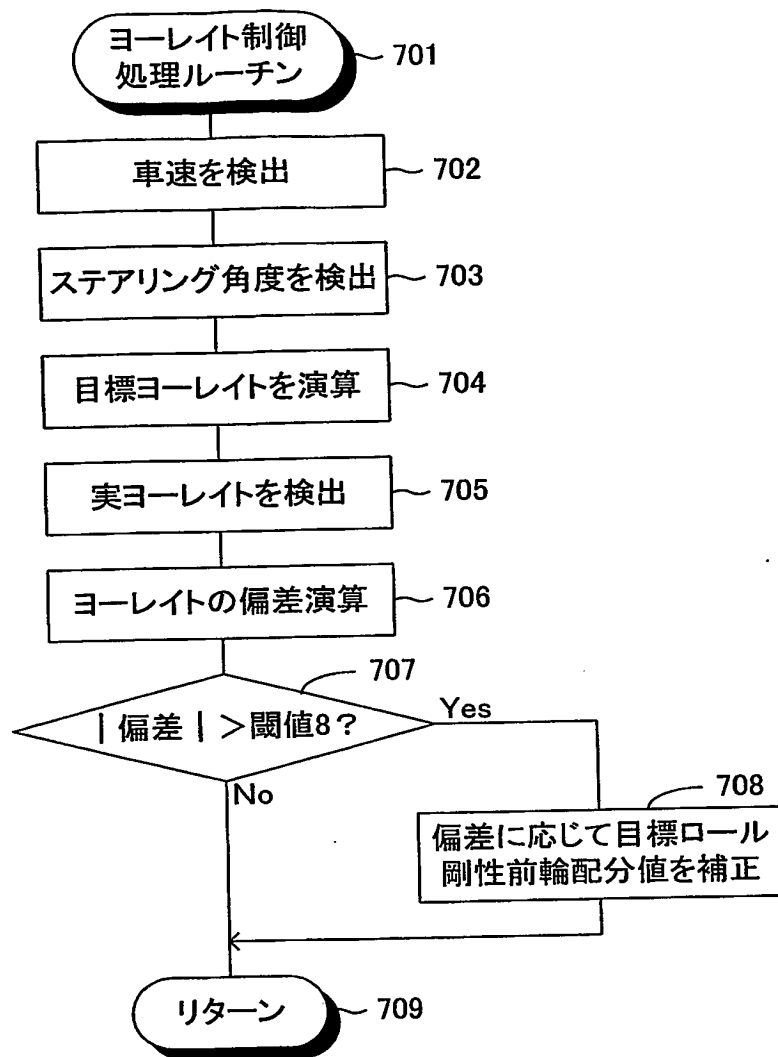 ヨーレイト制御
処理ルーチン
701
車速を検出
702
ステアリング角度を検出
703
目標ヨーレイトを演算
704
実ヨーレイトを検出
705
ヨーレイトの偏差演算
706
707
|偏差|>閾値8?
Yes
No
708
偏差に応じて目標ロール
剛性前輪配分値を補正
リターン
709